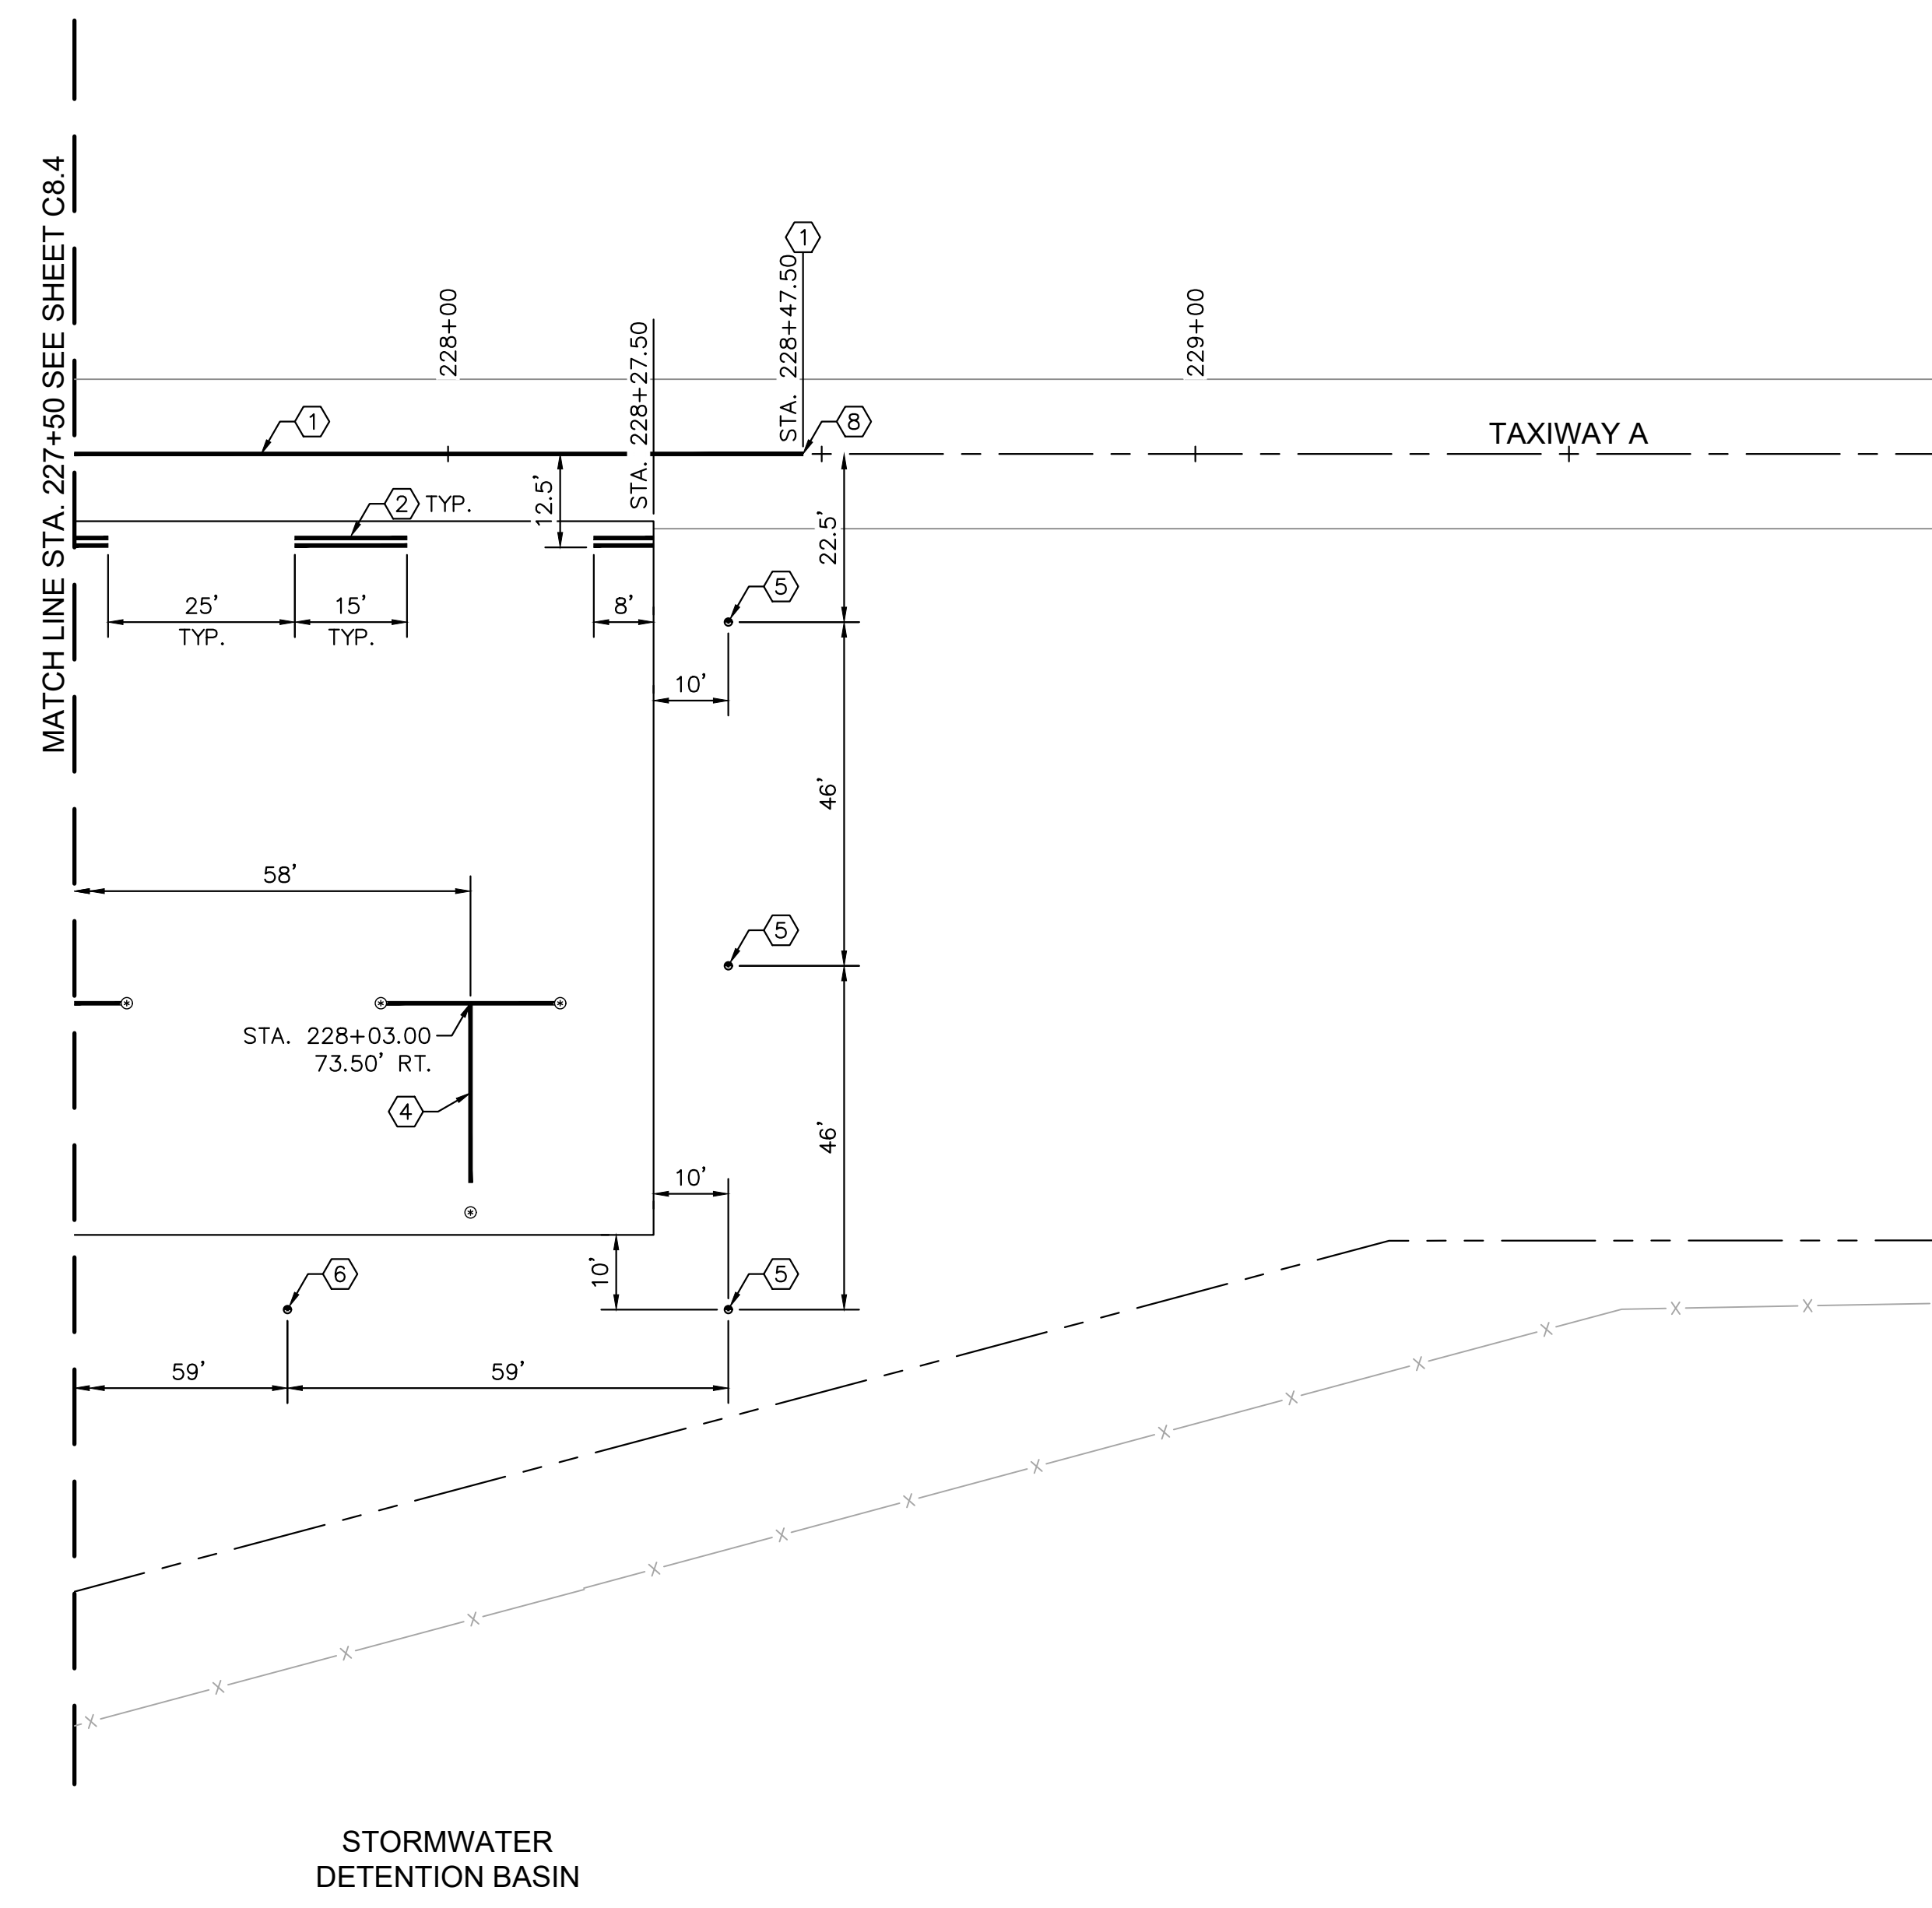 MATCH LINE STA. 227+50 SEE SHEET C8.4
1
STA. 228+47.50
228+00
STA. 228+27.50
229+00
1
8
TAXIWAY A
2 TYP.
12.5'
22.5'
5
25'
TYP.
15'
TYP.
8'
10'
46'
58'
5
STA. 228+03.00
73.50' RT.
4
46'
10'
10'
6
5
59'
59'
X
X
X
X
X
X
X
X
X
X
X
X
X
X
STORMWATER
DETENTION BASIN